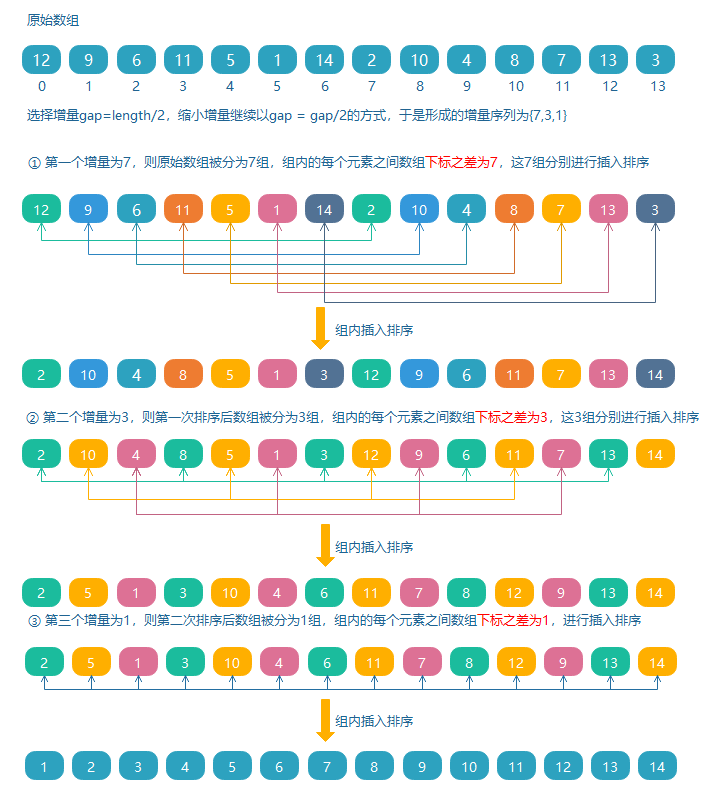 原始数组
12 9 6 11 5 1 14 2 10 4 8 7 13 3
0 1 2 3 4 5 6 7 8 9 10 11 12 13
选择增量gap=length/2，缩小增量继续以gap = gap/2的方式，于是形成的增量序列为{7,3,1}
① 第一个增量为7，则原始数组被分为7组，组内的每个元素之间数组下标之差为7，这7组分别进行插入排序
12 9 6 11 5 1 14 2 10 4 8 7 13 3
组内插入排序
2 10 4 8 5 1 3 12 9 6 11 7 13 14
② 第二个增量为3，则第一次排序后数组被分为3组，组内的每个元素之间数组下标之差为3，这3组分别进行插入排序
2 10 4 8 5 1 3 12 9 6 11 7 13 14
组内插入排序
2 5 1 3 10 4 6 11 7 8 12 9 13 14
③ 第三个增量为1，则第二次排序后数组被分为1组，组内的每个元素之间数组下标之差为1，进行插入排序
2 5 1 3 10 4 6 11 7 8 12 9 13 14
组内插入排序
1 2 3 4 5 6 7 8 9 10 11 12 13 14